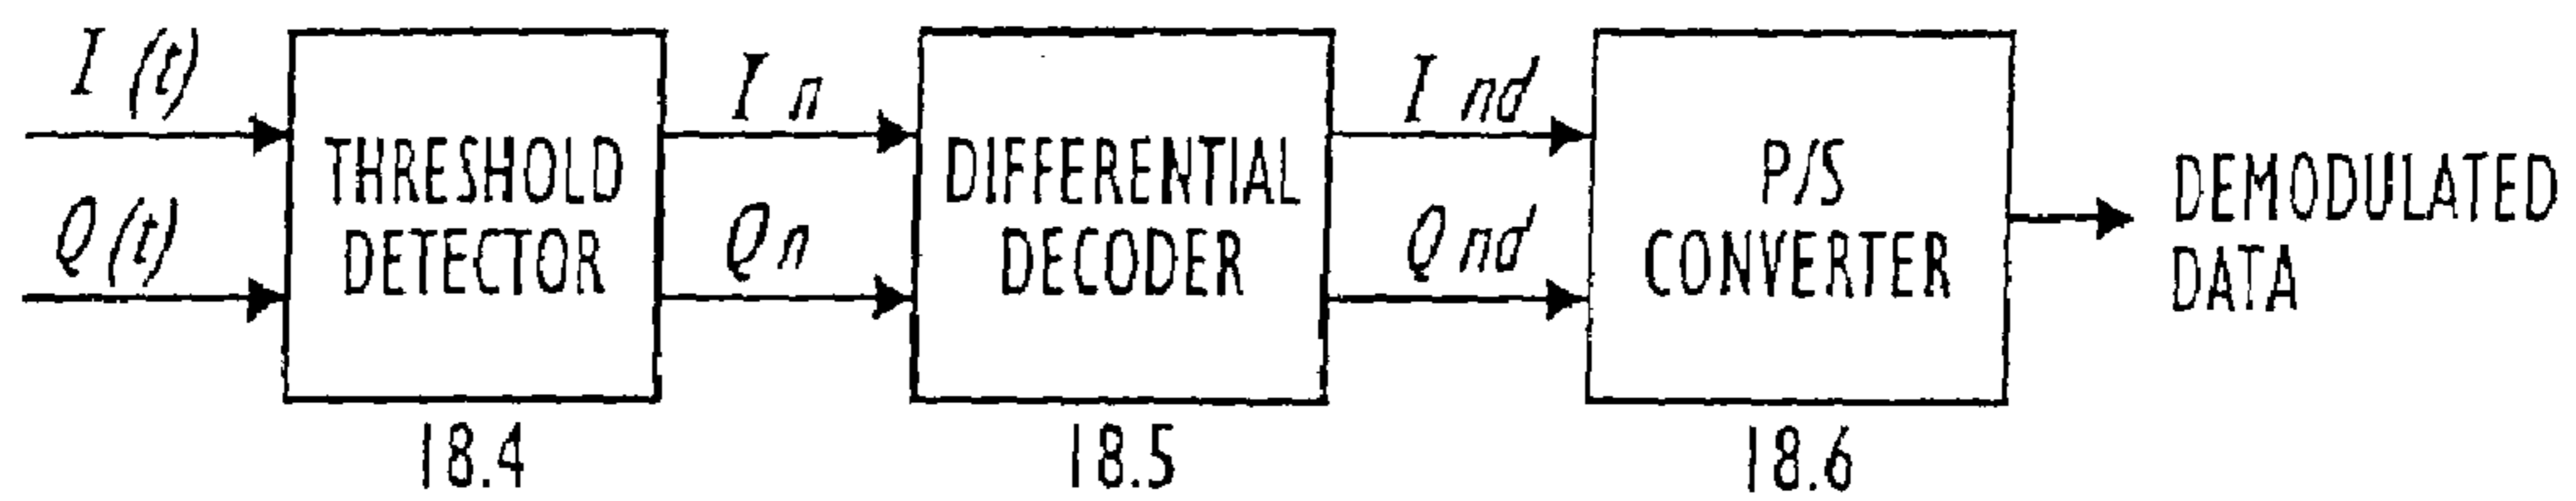 I (t)
Q (t)
THRESHOLD
DETECTOR
18.4
I n
Q n
DIFFERENTIAL
DECODER
18.5
I nd
Q nd
P/S
CONVERTER
18.6
DEMODULATED
DATA